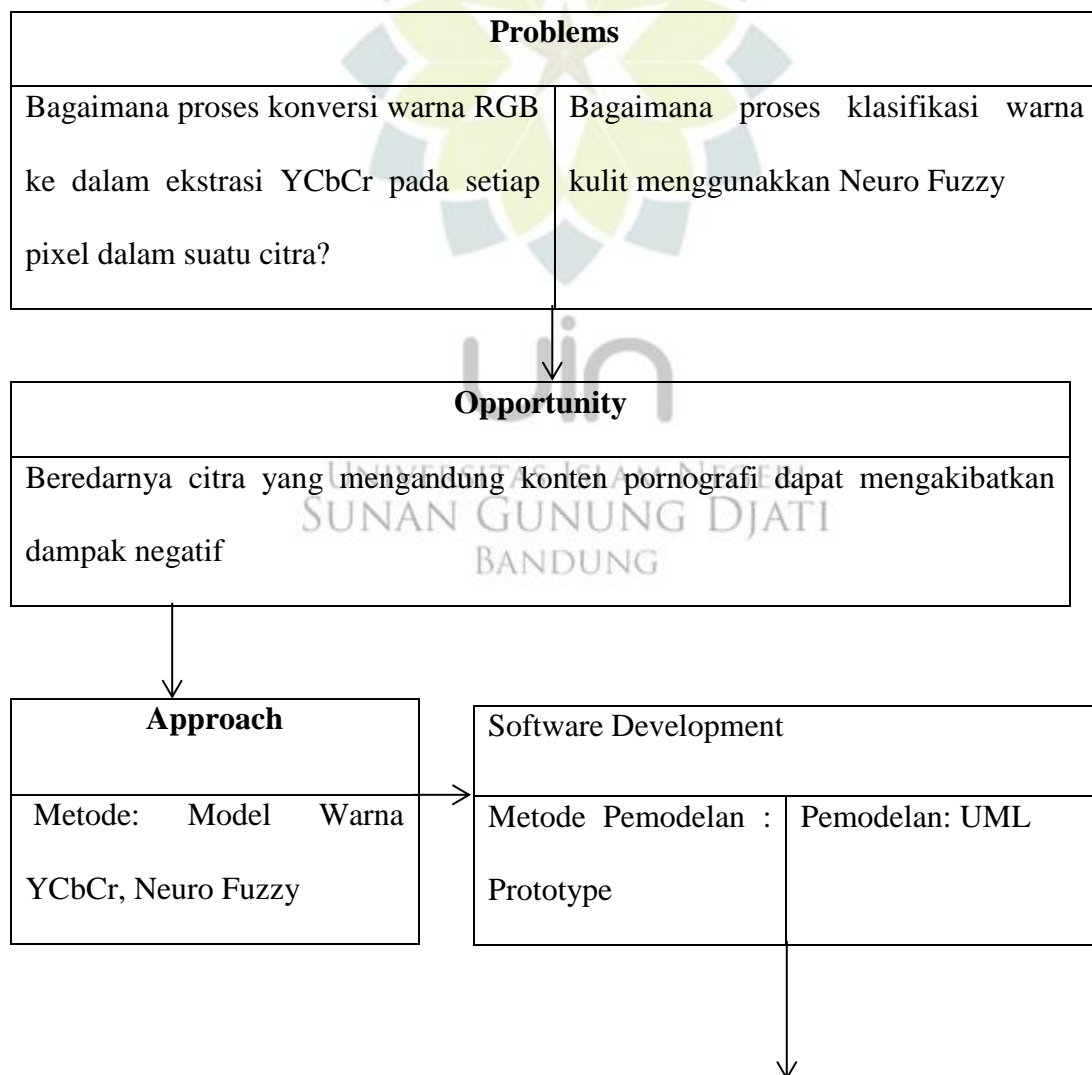 Problems
Bagaimana proses konversi warna RGB
ke dalam ekstrasi YCbCr pada setiap
pixel dalam suatu citra?
Bagaimana proses klasifikasi warna
kulit menggunakkan Neuro Fuzzy
uin
Opportunity
Beredarnya citra yang mengandung konten pornografi dapat mengakibatkan
dampak negatif
UNIVERSITAS ISLAM NEGERI
SUNAN GUNUNG DJATI
BANDUNG
Approach
Metode: Model Warna
YCbCr, Neuro Fuzzy
Software Development
Metode Pemodelan :
Prototype
Pemodelan: UML